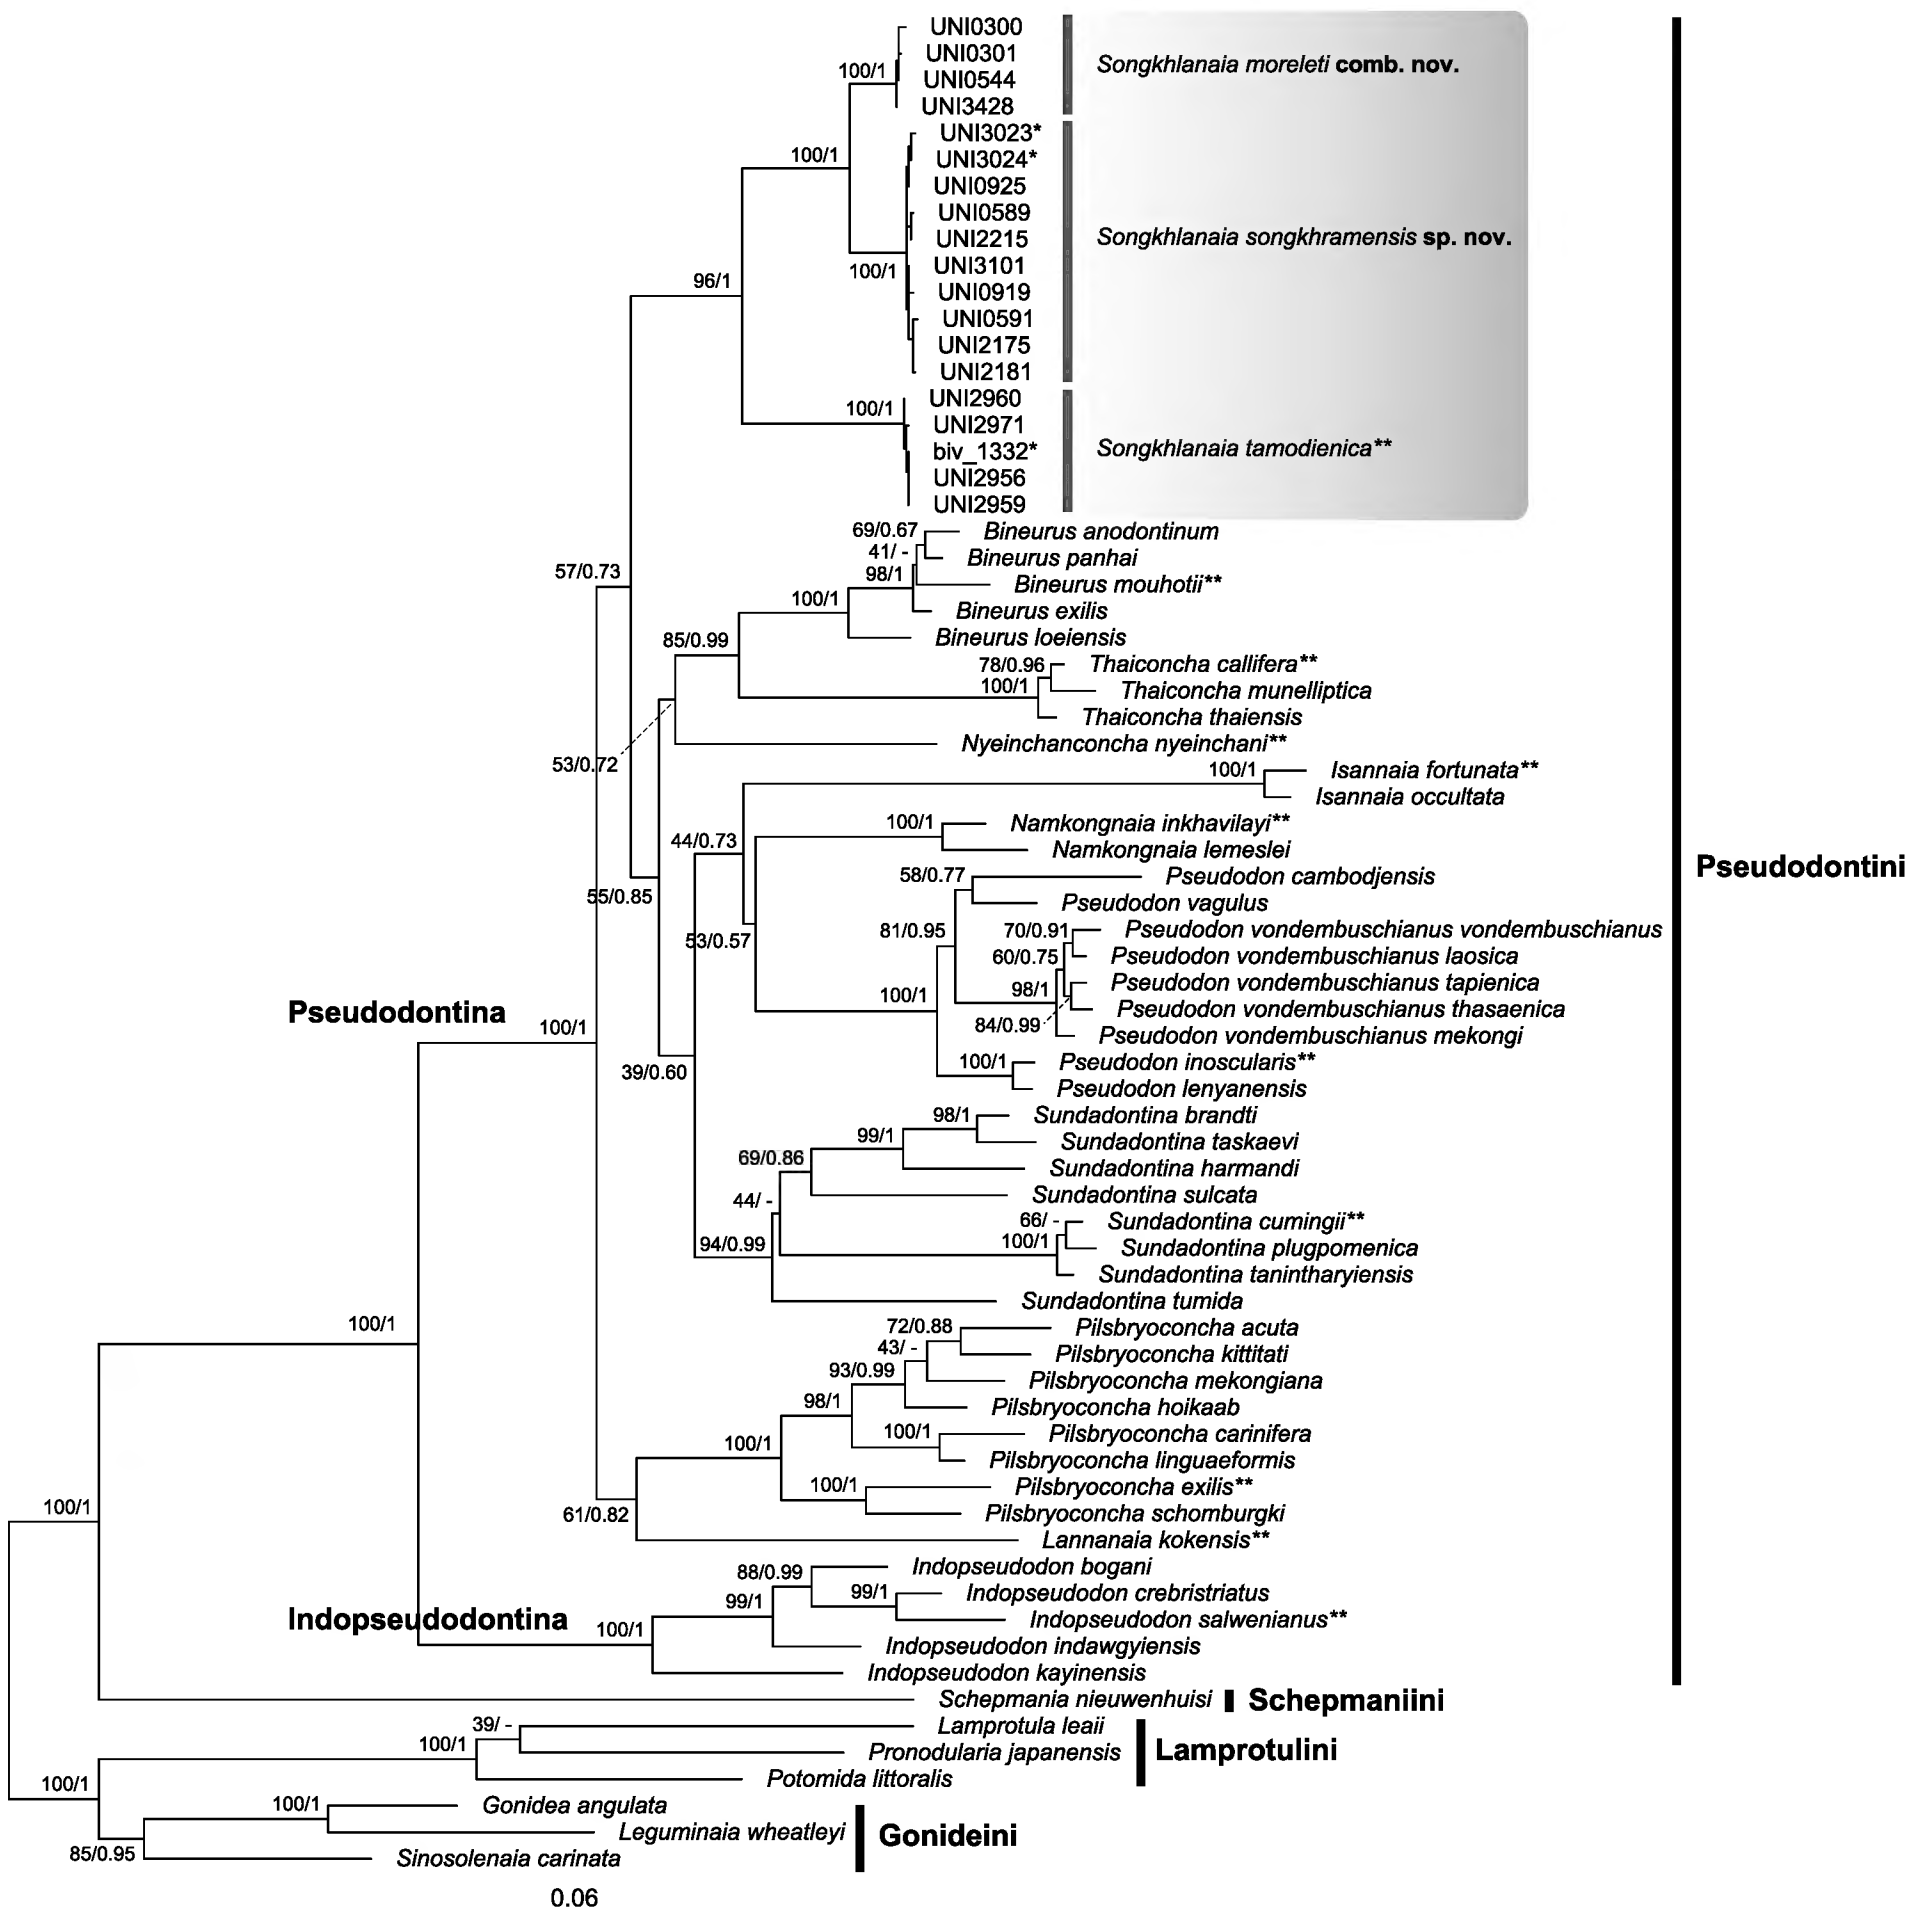 UNI0300
UNI0301
100/1
Songkhlanaia moreleti comb. nov.
UNI0544
UNI3428
UNI3023*
100/1
UNI3024*
UNI0925
UNI0589
UNI2215
Songkhlanaia songkhramensis sp. nov.
100/1
UNI3101
96/1
UNI0919
UNI0591
UNI2175
UNI2181
UNI2960
100/1
UNI2971
biv_1332*
Songkhlanaia tamodienica**
UNI2956
UNI2959
69/0.67
Bineurus anodontinum
41/ -
Bineurus panhai
57/0.73
98/1
Bineurus mouhotii**
100/1
Bineurus exilis
85/0.99
Bineurus loeiensis
78/0.96
Thaiconcha callifera**
100/1
Thaiconcha munelliptica
Thaiconcha thaiensis
Nyeinchanconcha nyeinchani**
53/0.72
100/1
Isannaia fortunata**
Isannaia occultata
100/1
Namkongnaia inkhavilayi**
44/0.73
Namkongnaia lemeslei
Pseudodontini
58/0.77
Pseudodon cambodjensis
55/0.85
Pseudodon vagulus
81/0.95
70/0.91
Pseudodon vondembuschianus vondembuschianus
53/0.57
60/0.75
Pseudodon vondembuschianus laosica
98/1
Pseudodon vondembuschianus tapienica
100/1
Pseudodon vondembuschianus thasaenica
Pseudodontina
100/1
84/0.99
Pseudodon vondembuschianus mekongi
100/1
Pseudodon inoscularis**
39/0.60
Pseudodon lenyanensis
98/1
Sundadontina brandti
99/1
Sundadontina taskaevi
69/0.86
Sundadontina harmandi
44/ -
Sundadontina sulcata
66/ -
Sundadontina cumingii**
94/0.99
100/1
Sundadontina plugpomenica
Sundadontina tanintharyiensis
Sundadontina tumida
100/1
72/0.88
Pilsbryoconcha acuta
43/ -
Pilsbryoconcha kittitati
93/0.99
Pilsbryoconcha mekongiana
98/1
Pilsbryoconcha hoikaab
100/1
100/1
Pilsbryoconcha carinifera
Pilsbryoconcha linguaeformis
100/1
Pilsbryoconcha exilis**
100/1
61/0.82
Pilsbryoconcha schomburgki
Lannanaia kokensis**
88/0.99
Indopseudodon bogani
99/1
99/1
Indopseudodon crebristriatus
Indopseudodontina
100/1
Indopseudodon salwenianus**
Indopseudodon indawgyiensis
Indopseudodon kayinensis
Schepmania nieuwenhuisi
Schepmaniini
39/ -
Lamprotula leaii
100/1
Pronodularia japanensis
Lamprotulini
100/1
Potomida littoralis
100/1
Gonidea angulata
Leguminaia wheatleyi
Gonideini
85/0.95
Sinosolenaia carinata
0.06